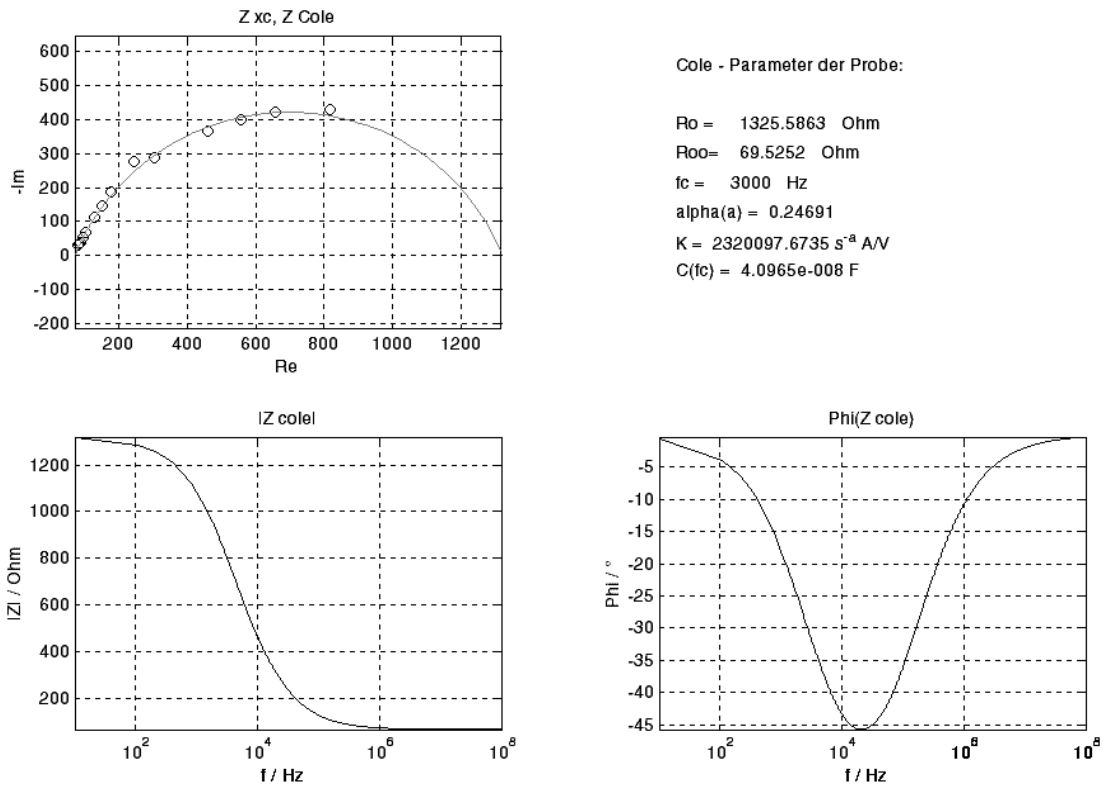 Z xc, Z Cole
600
500
400
300
200
100
0
-100
-200
-Im
200 400 600 800 1000 1200
Re
Cole - Parameter der Probe:
Ro = 1325.5863 Ohm
Roo= 69.5252 Ohm
fc = 3000 Hz
alpha(a) = 0.24691
K = 2320097.6735 s^-a A/V
C(fc) = 4.0965e-008 F
|Z cole|
1200
1000
800
600
400
200
|Z| / Ohm
10^2 10^4 10^6 10^8
f / Hz
Phi(Z cole)
-5
-10
-15
-20
-25
-30
-35
-40
-45
Phi / °
10^2 10^4 10^6 10^8
f / Hz